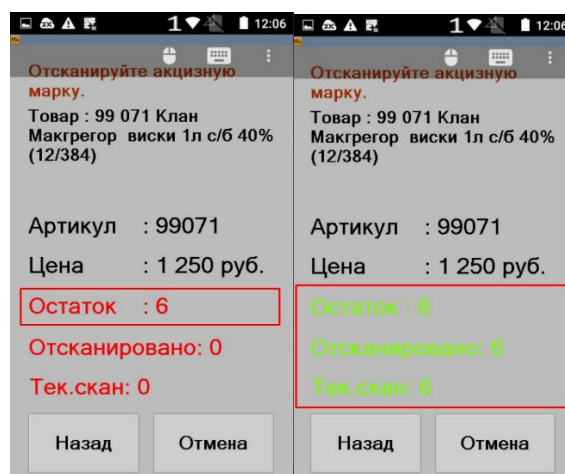 1 12:06
Отсканируйте акцизную
марку.
Товар : 99 071 Клан
Макгрегор виски 1л с/б 40%
(12/384)
Артикул : 99071
Цена : 1 250 руб.
Остаток : 6
Отсканировано: 0
Тек.скан: 0
Назад Отмена
1 12:06
Отсканируйте акцизную
марку.
Товар : 99 071 Клан
Макгрегор виски 1л с/б 40%
(12/384)
Артикул : 99071
Цена : 1 250 руб.
Остаток : 6
Отсканировано: 6
Тек.скан: 6
Назад Отмена